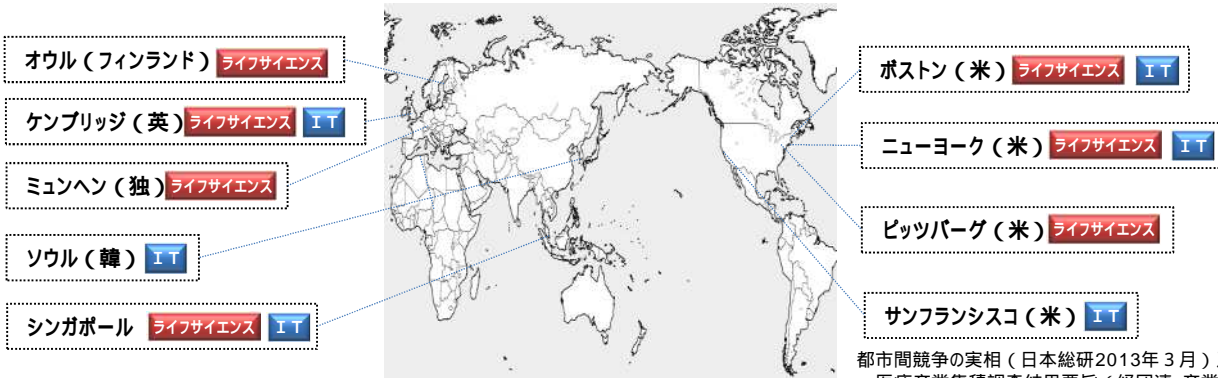 オウル（フィンランド） ライフサイエンス
ケンブリッジ（英） ライフサイエンス ＩＴ
ミュンヘン（独） ライフサイエンス
ソウル（韓） ＩＴ
シンガポール ライフサイエンス ＩＴ
ボストン（米） ライフサイエンス ＩＴ
ニューヨーク（米） ライフサイエンス ＩＴ
ピッツバーグ（米） ライフサイエンス
サンフランシスコ（米） ＩＴ
都市間競争の実相（日本総研2013年３月）